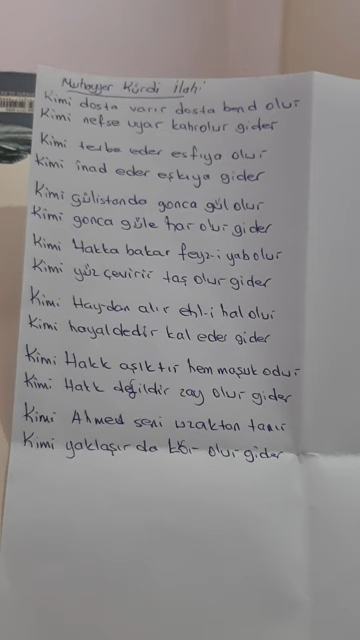 Muhayyer Kürdi İlahi
Kimi dosta varır dosta bend olur
Kimi nefse uyar kahrolur gider
Kimi tevbe eder esfiya olur
Kimi inad eder eşkıya gider
Kimi gülistanda gonca gül olur
Kimi gonca güle har olur gider
Kimi Hakka bakar feyz-i yab olur
Kimi yüz çevirir taş olur gider
Kimi Hay-dan alır ehl-i hal olur
Kimi hayaldedir kal eder gider
Kimi Hakk aşıktır hem maşuk odur
Kimi Hakk değildir zay olur gider
Kimi Ahmed seni uzaktan tanır
Kimi yaklaşır da kör olur gider